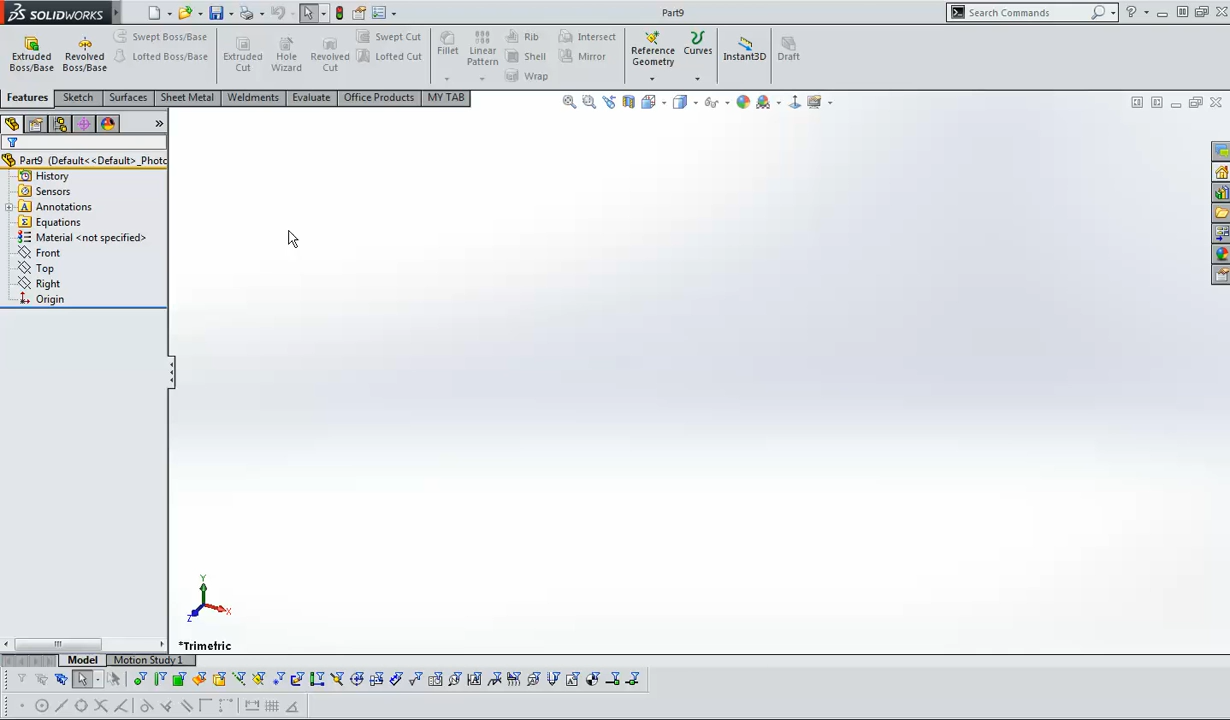 SOLIDWORKS
Part9
Search Commands
Extruded Boss/Base
Revolved Boss/Base
Swept Boss/Base
Lofted Boss/Base
Extruded Cut
Hole Wizard
Revolved Cut
Swept Cut
Lofted Cut
Fillet
Linear Pattern
Rib
Shell
Wrap
Intersect
Mirror
Reference Geometry
Curves
Instant3D
Draft
Features
Sketch
Surfaces
Sheet Metal
Weldments
Evaluate
Office Products
MY TAB
Part9 (Default<<Default>_Photo
History
Sensors
Annotations
Equations
Material <not specified>
Front
Top
Right
Origin
Y
X
Z
*Trimetric
Model
Motion Study 1